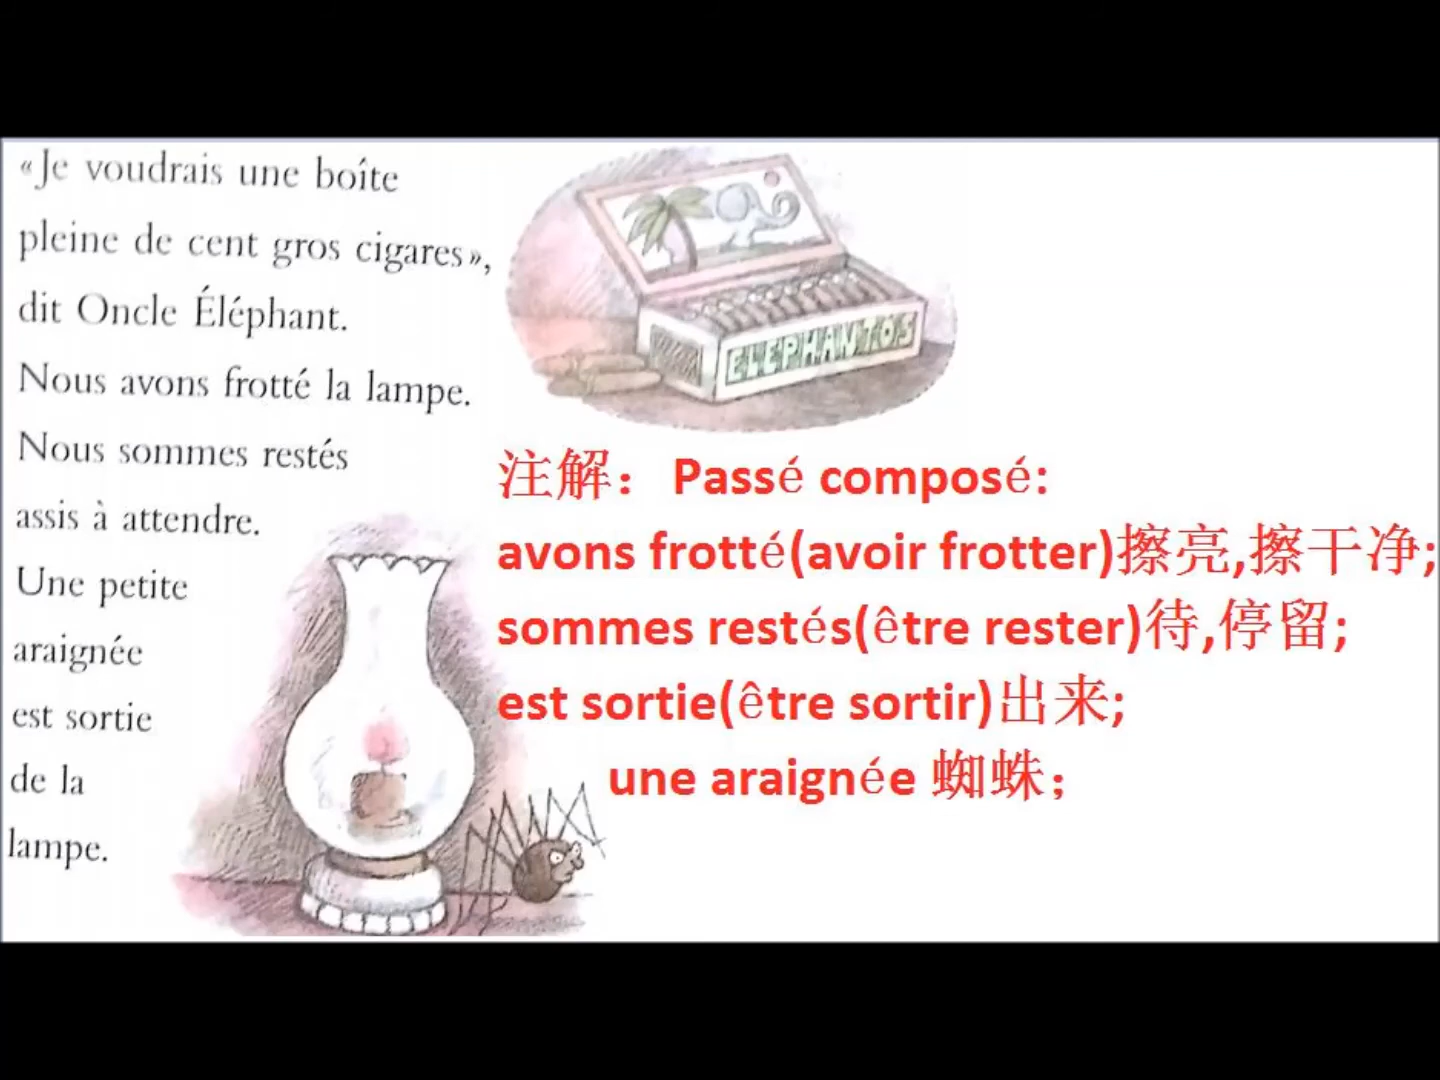 «Je voudrais une boîte
pleine de cent gros cigares»,
dit Oncle Éléphant.
Nous avons frotté la lampe.
Nous sommes restés
assis à attendre.
Une petite
araignée
est sortie
de la
lampe.
ELEPHANTOS
注解： Passé composé:
avons frotté(avoir frotter)擦亮,擦干净;
sommes restés(être rester)待,停留;
est sortie(être sortir)出来;
une araignée 蜘蛛；